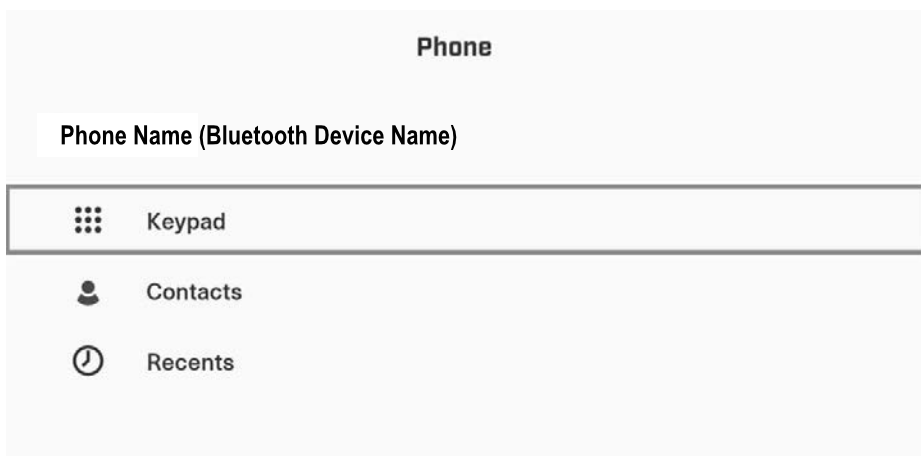 Phone
Phone Name (Bluetooth Device Name)
Keypad
Contacts
Recents